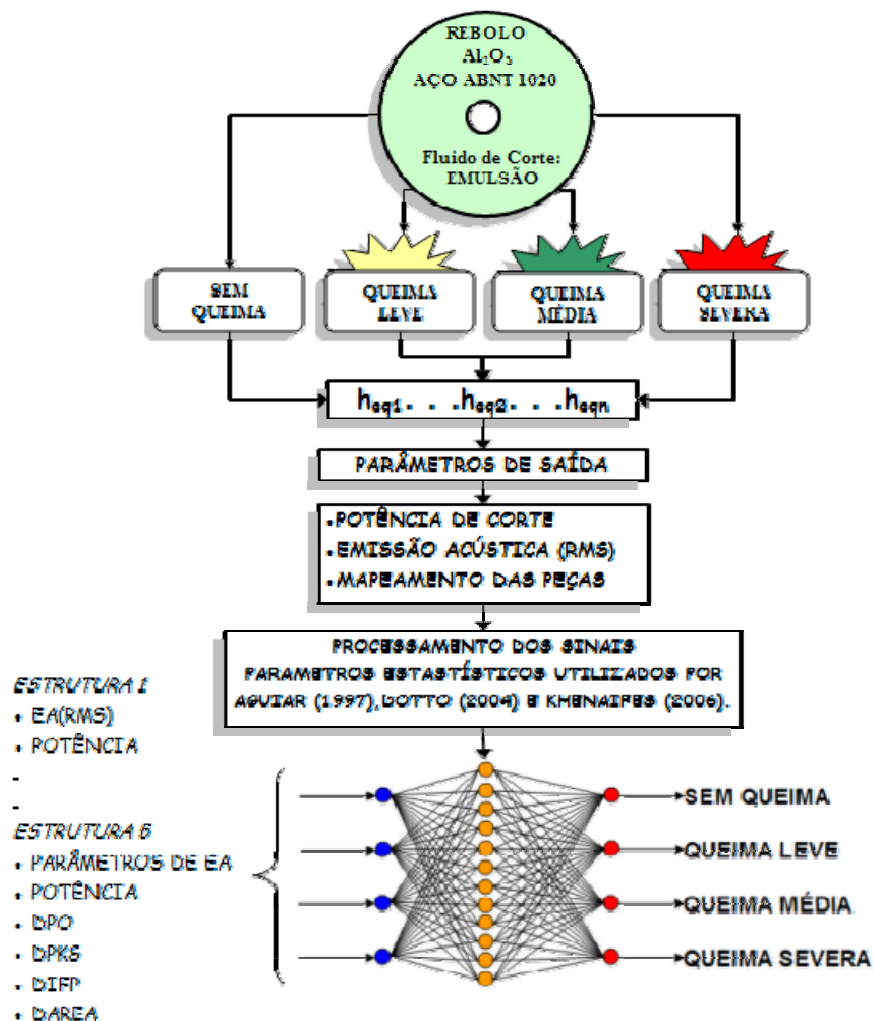 REBOLO
Al₂O₃
AÇO ABNT 1020
Fluido de Corte:
EMULSÃO
SEM
QUEIMA
QUEIMA
LEVE
QUEIMA
MÉDIA
QUEIMA
SEVERA
heq1. . .heq2. . .heqn
PARÂMETROS DE SAÍDA
•POTÊNCIA DE CORTE
•EMISSÃO ACÚSTICA (RMS)
•MAPEAMENTO DAS PEÇAS
PROCESSAMENTO DOS SINAIS
PARAMETROS ESTASTÍSTICOS UTILIZADOS POR
AGUIAR (1997),DOTTO (2004) E KHENAIFES (2006).
ESTRUTURA 1
• EA(RMS)
• POTÊNCIA
-
-
ESTRUTURA 6
• PARÂMETROS DE EA
• POTÊNCIA
• DPO
• DPKS
• DIFP
• DAREA
SEM QUEIMA
QUEIMA LEVE
QUEIMA MÉDIA
QUEIMA SEVERA